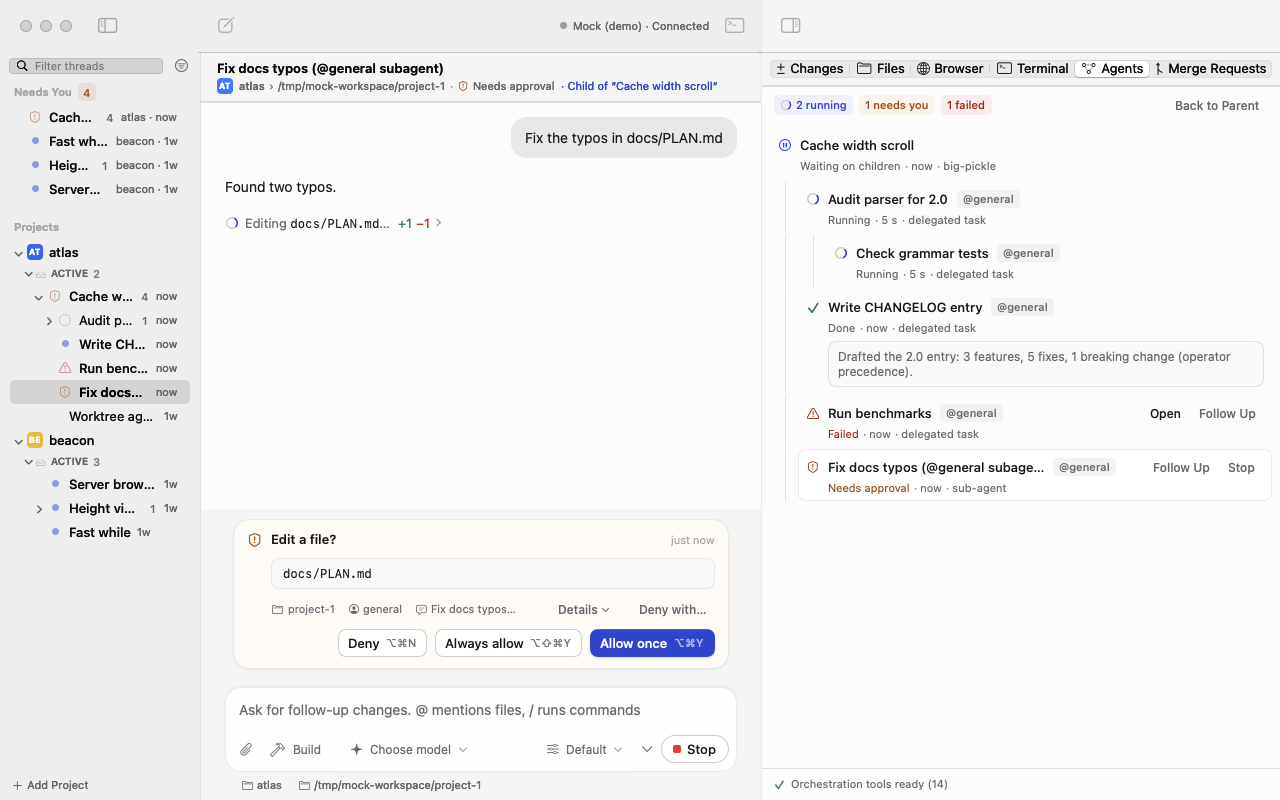 Mock (demo) · Connected
Filter threads
Needs You 4
Cach... 4 atlas · now
Fast wh... beacon · 1w
Heig... 1 beacon · 1w
Server... beacon · 1w
Projects
AT atlas
ACTIVE 2
Cache w... 4 now
Audit p... 1 now
Write CH... now
Run benc... now
Fix docs... now
Worktree ag... 1w
BE beacon
ACTIVE 3
Server brow... 1w
Height vi... 1 1w
Fast while 1w
+ Add Project
Fix docs typos (@general subagent)
AT atlas › /tmp/mock-workspace/project-1 · Needs approval · Child of "Cache width scroll"
Fix the typos in docs/PLAN.md
Found two typos.
Editing docs/PLAN.md… +1 −1
Edit a file? just now
docs/PLAN.md
project-1 general Fix docs typos... Details Deny with...
Deny ⌥⌘N Always allow ⌥⇧⌘Y Allow once ⌥⌘Y
Ask for follow-up changes. @ mentions files, / runs commands
Build Choose model Default Stop
atlas /tmp/mock-workspace/project-1
Changes Files Browser Terminal Agents Merge Requests
2 running 1 needs you 1 failed Back to Parent
Cache width scroll
Waiting on children · now · big-pickle
Audit parser for 2.0 @general
Running · 5 s · delegated task
Check grammar tests @general
Running · 5 s · delegated task
Write CHANGELOG entry @general
Done · now · delegated task
Drafted the 2.0 entry: 3 features, 5 fixes, 1 breaking change (operator
precedence).
Run benchmarks @general Open Follow Up
Failed · now · delegated task
Fix docs typos (@general subage... @general Follow Up Stop
Needs approval · now · sub-agent
Orchestration tools ready (14)